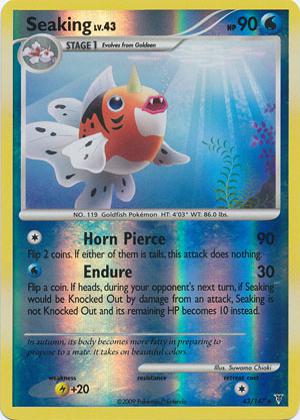 Seaking LV.43
HP 90
STAGE 1 Evolves from Goldeen
NO. 119 Goldfish Pokémon HT: 4'03" WT: 86.0 lbs.
Horn Pierce 90
Flip 2 coins. If either of them is tails, this attack does nothing.
Endure 30
Flip a coin. If heads, during your opponent's next turn, if Seaking
would be Knocked Out by damage from an attack, Seaking is
not Knocked Out and its remaining HP becomes 10 instead.
In autumn, its body becomes more fatty in preparing
to propose to a mate. It takes on beautiful colors.
Illus. Suwama Chiaki
weakness resistance retreat cost
+20
©2009 Pokémon/Nintendo 43/147